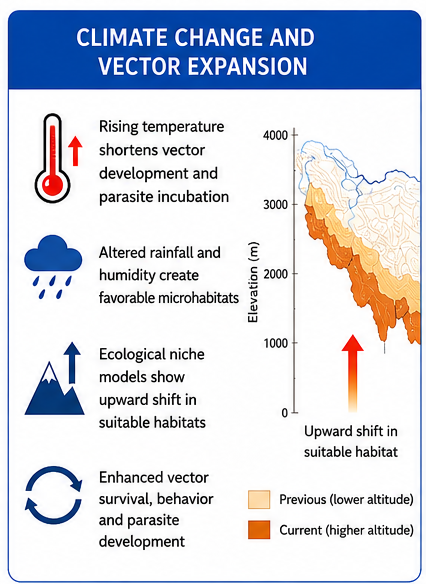 CLIMATE CHANGE AND
VECTOR EXPANSION
Rising temperature
shortens vector
development and
parasite incubation
Altered rainfall and
humidity create
favorable microhabitats
Ecological niche
models show
upward shift in
suitable habitats
Enhanced vector
survival, behavior
and parasite
development
Elevation (m)
4000
3000
2000
1000
0
Upward shift in
suitable habitat
Previous (lower altitude)
Current (higher altitude)